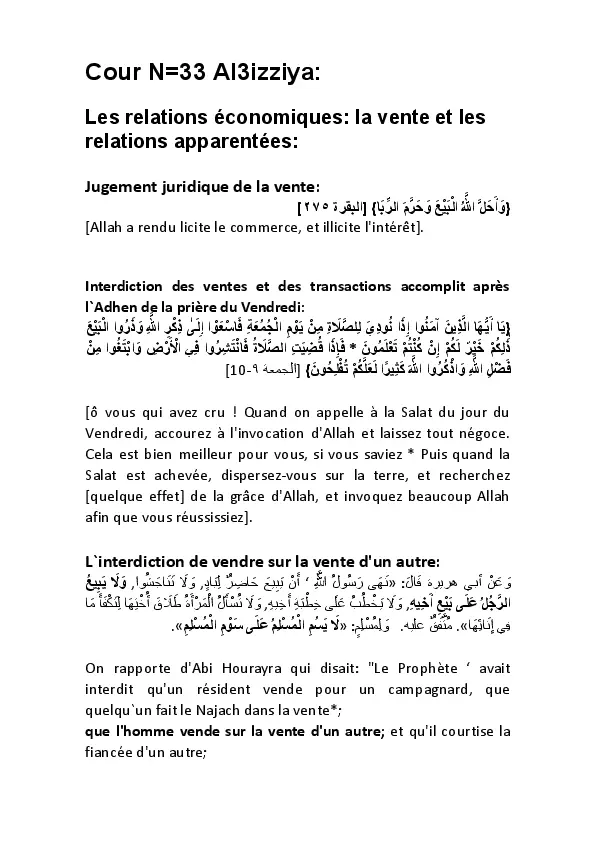 Cour N=33 Al3izziya:
Les relations économiques: la vente et les
relations apparentées:
Jugement juridique de la vente:
{وَأَحَلَّ اللَّهُ الْبَيْعَ وَحَرَّمَ الرِّبَا} [البقرة ٢٧٥]
[Allah a rendu licite le commerce, et illicite l'intérêt].
Interdiction des ventes et des transactions accomplit après
l`Adhen de la prière du Vendredi:
{يَا أَيُّهَا الَّذِينَ آمَنُوا إِذَا نُودِيَ لِلصَّلَاةِ مِنْ يَوْمِ الْجُمُعَةِ فَاسْعَوْا إِلَىٰ ذِكْرِ اللَّهِ وَذَرُوا الْبَيْعَ
ذَٰلِكُمْ خَيْرٌ لَكُمْ إِنْ كُنْتُمْ تَعْلَمُونَ * فَإِذَا قُضِيَتِ الصَّلَاةُ فَانْتَشِرُوا فِي الْأَرْضِ وَابْتَغُوا مِنْ
فَضْلِ اللَّهِ وَاذْكُرُوا اللَّهَ كَثِيرًا لَعَلَّكُمْ تُفْلِحُونَ} [الجمعة ٩-10]
[ô vous qui avez cru ! Quand on appelle à la Salat du jour du
Vendredi, accourez à l'invocation d'Allah et laissez tout négoce.
Cela est bien meilleur pour vous, si vous saviez * Puis quand la
Salat est achevée, dispersez-vous sur la terre, et recherchez
[quelque effet] de la grâce d'Allah, et invoquez beaucoup Allah
afin que vous réussissiez].
L`interdiction de vendre sur la vente d'un autre:
وَعَنْ أبي هريرة قَالَ: «نَهَى رَسُولُ اللَّهِ ‘ أَنْ يَبِيعَ حَاضِرٌ لِبَادٍ, وَلَا تَنَاجَشُوا, وَلَا يَبِيعُ
الرَّجُلُ عَلَى بَيْعِ أَخِيهِ, وَلَا يَخْطُبُ عَلَى خِطْبَةِ أَخِيهِ, وَلَا تُسْأَلُ الْمَرْأَةُ طَلَاقَ أُخْتِهَا لِتَكْفَأَ مَا
فِي إِنَائِهَا». مُتَّفَقٌ عليه. وَلِمُسْلِمٍ: «لَا يَسُمِ الْمُسْلِمُ عَلَى سَوْمِ الْمُسْلِمِ».
On rapporte d'Abi Hourayra qui disait: "Le Prophète ‘ avait
interdit qu'un résident vende pour un campagnard, que
quelqu`un fait le Najach dans la vente*;
que l'homme vende sur la vente d'un autre; et qu'il courtise la
fiancée d'un autre;